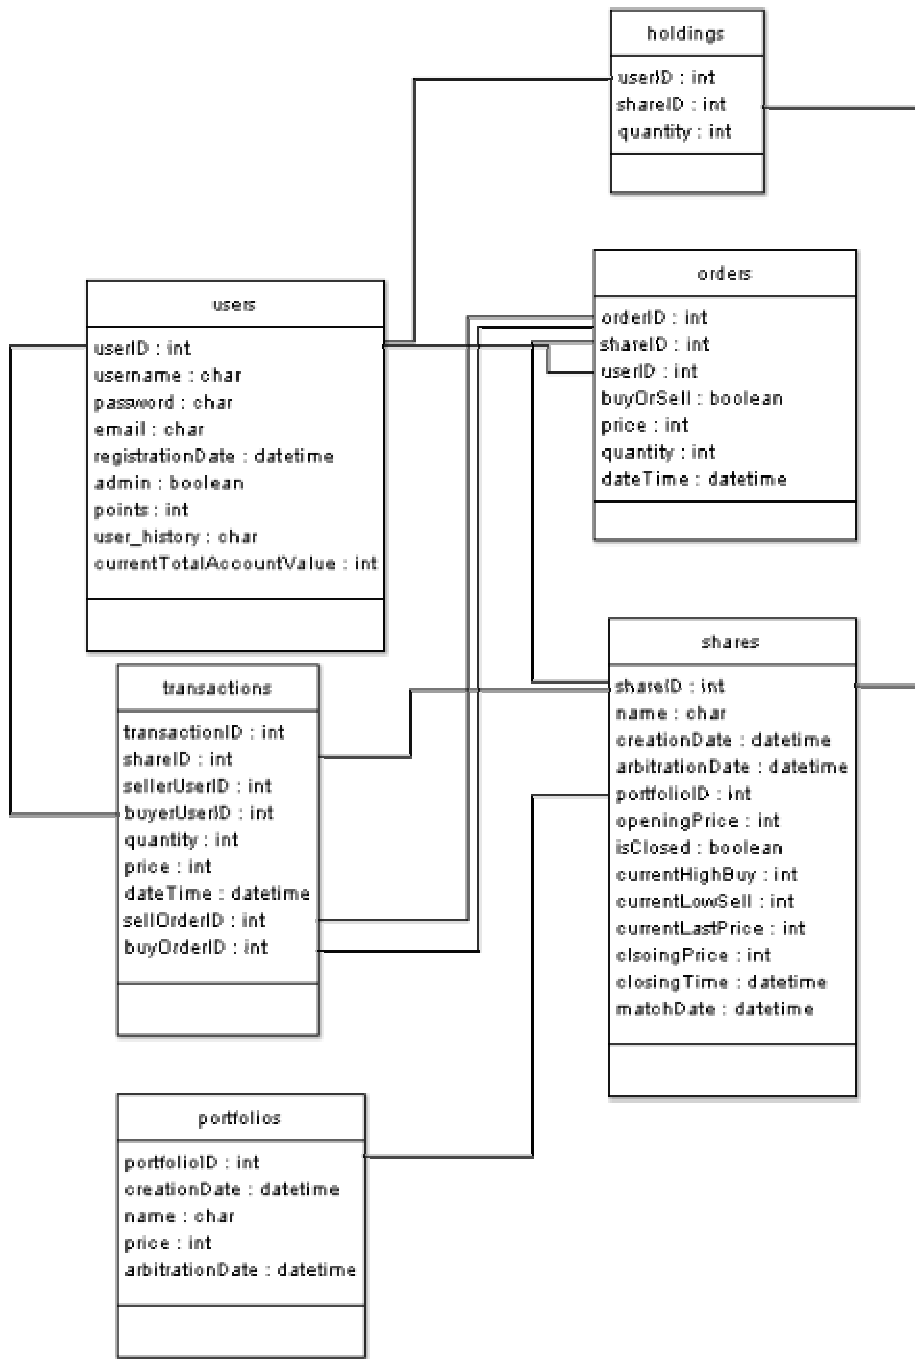 holdings
userID : int
shareID : int
quantity : int
orders
orderID : int
shareID : int
userID : int
buyOrSell : boolean
price : int
quantity : int
dateTime : datetime
users
userID : int
username : char
password : char
email : char
registrationDate : datetime
admin : boolean
points : int
user_history : char
currentTotalAccountValue : int
shares
shareID : int
name : char
creationDate : datetime
arbitrationDate : datetime
portfolioID : int
openingPrice : int
isClosed : boolean
currentHighBuy : int
currentLowSell : int
currentLastPrice : int
clsoingPrice : int
closingTime : datetime
matchDate : datetime
transactions
transactionID : int
shareID : int
sellerUserID : int
buyerUserID : int
quantity : int
price : int
dateTime : datetime
sellOrderID : int
buyOrderID : int
portfolios
portfolioID : int
creationDate : datetime
name : char
price : int
arbitrationDate : datetime